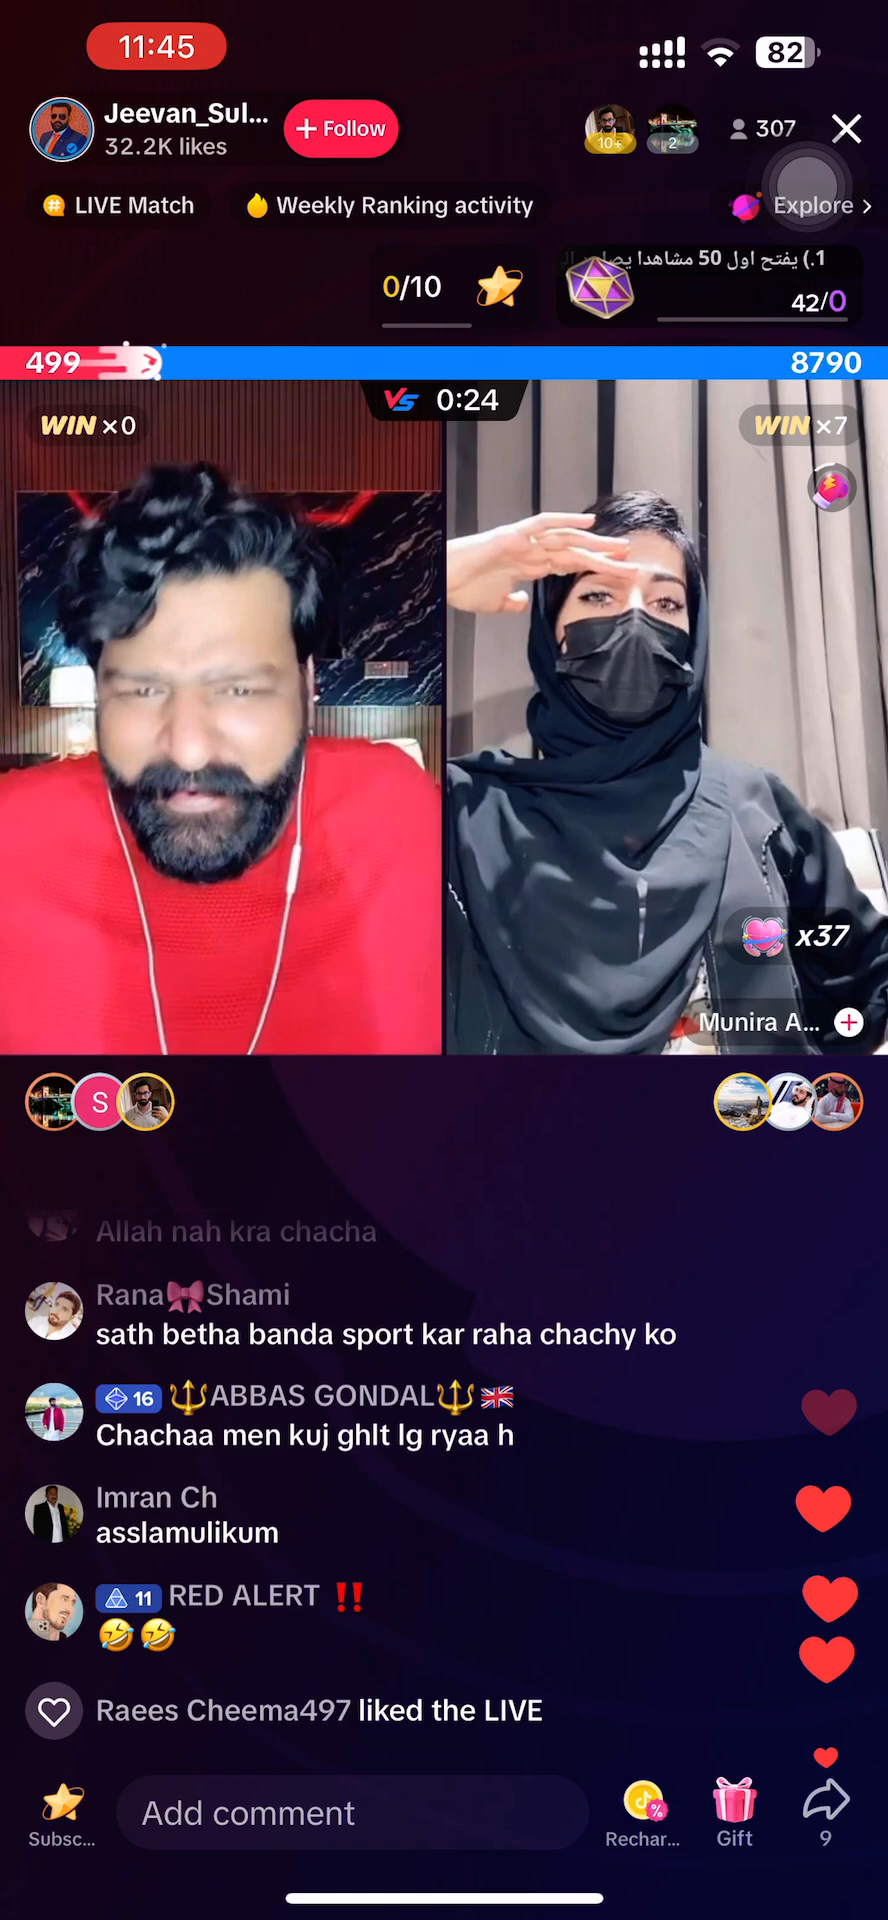 11:45
82
Jeevan_Sul...
32.2K likes
+ Follow
10+
2
307
LIVE Match
Weekly Ranking activity
Explore >
0/10
1.) يفتح اول 50 مشاهدا
42/0
499
8790
VS 0:24
WIN x0
WIN x7
x37
Munira A...
S
Allah nah kra chacha
Rana🎀Shami
sath betha banda sport kar raha chachy ko
16 🔱ABBAS GONDAL🔱🇬🇧
Chachaa men kuj ghlt lg ryaa h
Imran Ch
asslamulikum
11 RED ALERT ‼️
🤣🤣
Raees Cheema497 liked the LIVE
Add comment
Subsc...
Rechar...
Gift
9